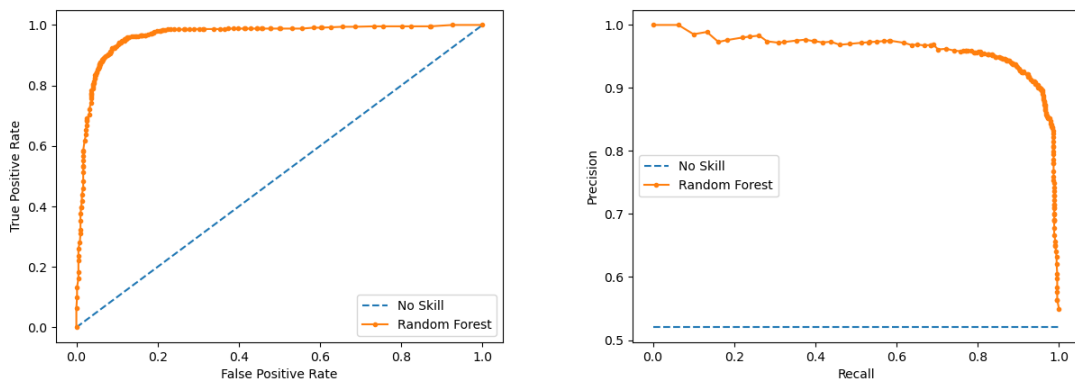 True Positive Rate
1.0
0.8
0.6
0.4
0.2
0.0
0.0 0.2 0.4 0.6 0.8 1.0
False Positive Rate
No Skill
Random Forest
Precision
1.0
0.9
0.8
0.7
0.6
0.5
0.0 0.2 0.4 0.6 0.8 1.0
Recall
No Skill
Random Forest